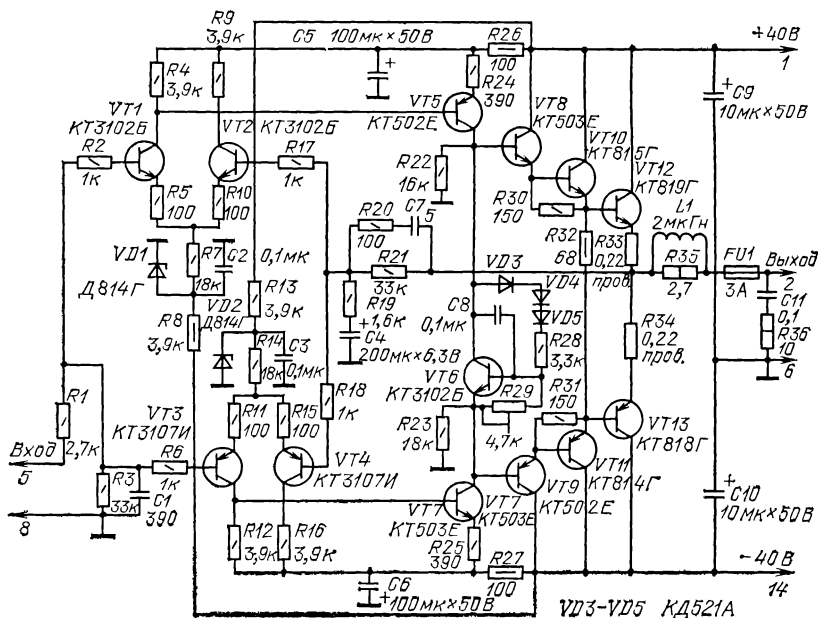 R9
3,9к
C5 100мк×50В
R26
100
+40В
1
R4
3,9к
R24
390
VT1
КТ3102Б
VT2 КТ3102Б
VT5
КТ502Е
VT8
КТ503Е
+ C9
10мк×50В
R2
1к
R17
1к
VT10
КТ815Г
R22
16к
VT12
КТ819Г
R5
100
R10
100
R20
100
C7
5
R30
150
L1
2мкГн
VD1
Д814Г
R7
18к
C2
0,1мк
R21
33к
R32
68
R33
0,22
пров.
R35
2,7
FU1
3А
Выход
2
R13
3,9к
R19
1,6к
VD3
VD4
C11
0,1
R8
3,9к
VD2
Д814Г
+ C4
200мк×6,3В
C8
0,1мк
VD5
R34
0,22
пров.
R36
10
6
R14
18к
C3
0,1мк
R28
3,3к
VT6
КТ3102Б
R1
2,7к
R18
1к
R29
4,7к
R31
150
VT3
КТ3107И
R11
100
R15
100
R23
18к
VT13
КТ818Г
Вход
5
R6
1к
VT4
КТ3107И
VT11
КТ814Г
R3
33к
C1
390
VT7
КТ503Е
VT7
КТ503Е
VT9
КТ502Е
+ C10
10мк×50В
8
R12
3,9к
R16
3,9к
R25
390
R27
100
-40В
14
C6
+ 100мк×50В
VD3-VD5 КД521А